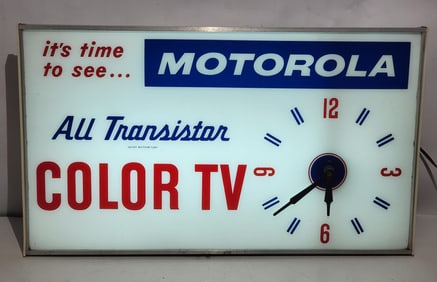 it's time
to see...
MOTOROLA
All Transistor
COLOR TV
12
9
3
6